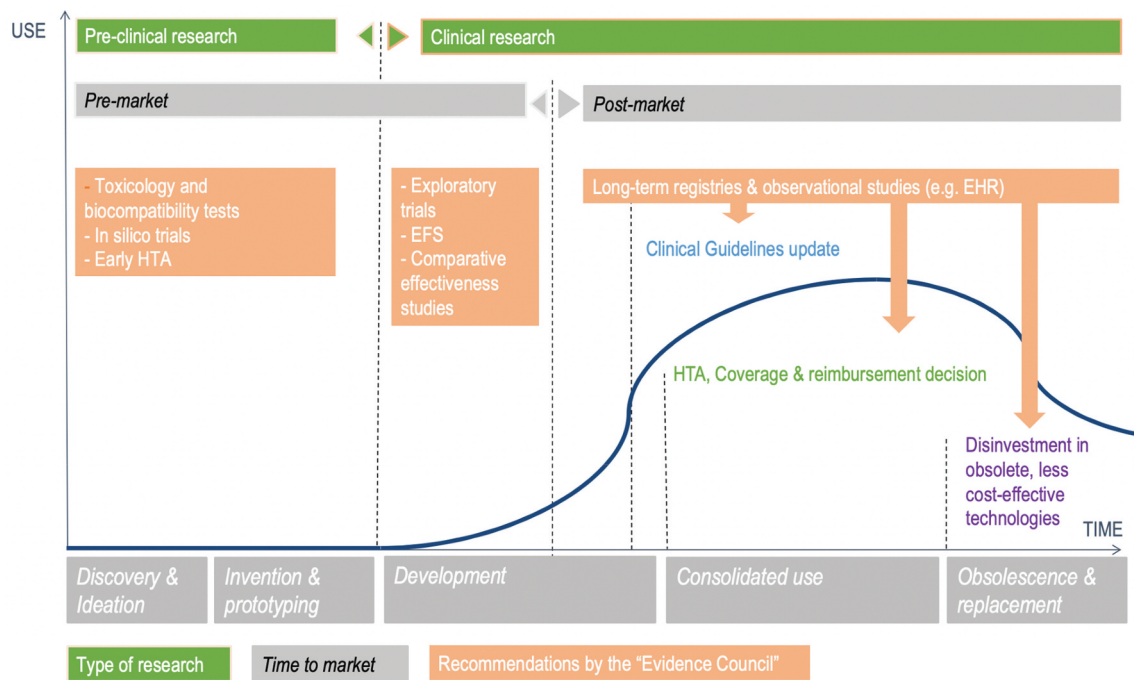 USE
Pre-clinical research
Clinical research
Pre-market
Post-market
- Toxicology and
biocompatibility tests
- In silico trials
- Early HTA
- Exploratory
trials
- EFS
- Comparative
effectiveness
studies
Long-term registries & observational studies (e.g. EHR)
Clinical Guidelines update
HTA, Coverage & reimbursement decision
Disinvestment in
obsolete, less
cost-effective
technologies
TIME
Discovery &
Ideation
Invention &
prototyping
Development
Consolidated use
Obsolescence &
replacement
Type of research
Time to market
Recommendations by the “Evidence Council”